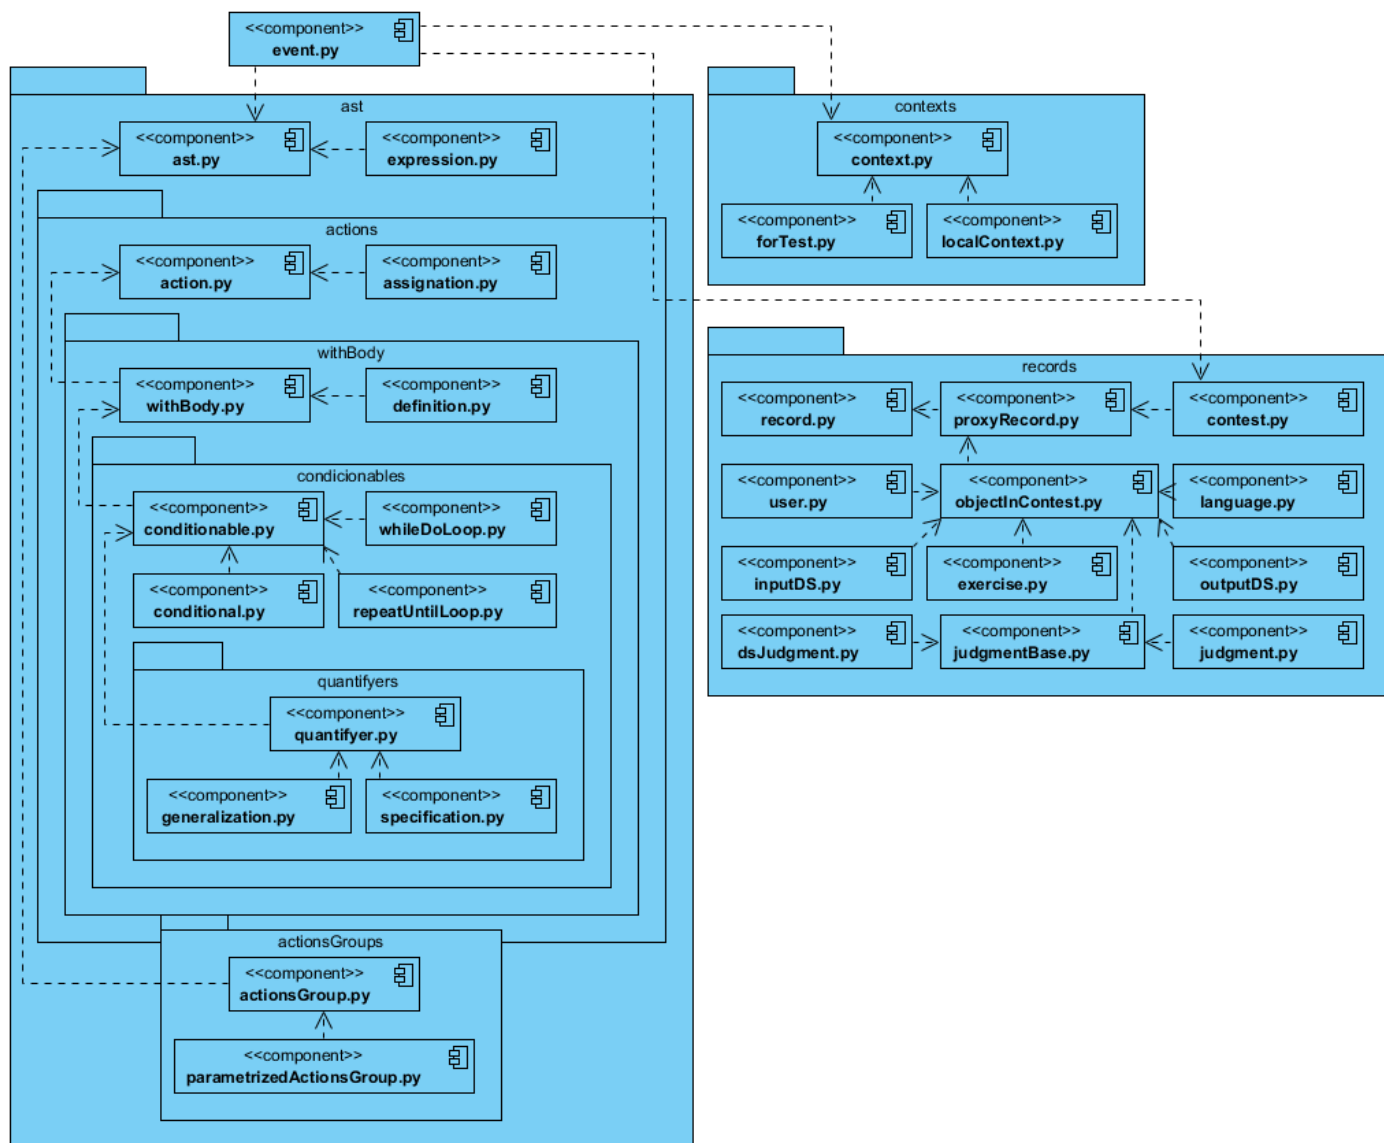 <<component>>
event.py
ast
<<component>>
ast.py
<<component>>
expression.py
actions
<<component>>
action.py
<<component>>
assignation.py
withBody
<<component>>
withBody.py
<<component>>
definition.py
condicionables
<<component>>
conditionable.py
<<component>>
whileDoLoop.py
<<component>>
conditional.py
<<component>>
repeatUntilLoop.py
quantifyers
<<component>>
quantifyer.py
<<component>>
generalization.py
<<component>>
specification.py
actionsGroups
<<component>>
actionsGroup.py
<<component>>
parametrizedActionsGroup.py
contexts
<<component>>
context.py
<<component>>
forTest.py
<<component>>
localContext.py
records
<<component>>
record.py
<<component>>
proxyRecord.py
<<component>>
contest.py
<<component>>
user.py
<<component>>
objectInContest.py
<<component>>
language.py
<<component>>
inputDS.py
<<component>>
exercise.py
<<component>>
outputDS.py
<<component>>
dsJudgment.py
<<component>>
judgmentBase.py
<<component>>
judgment.py